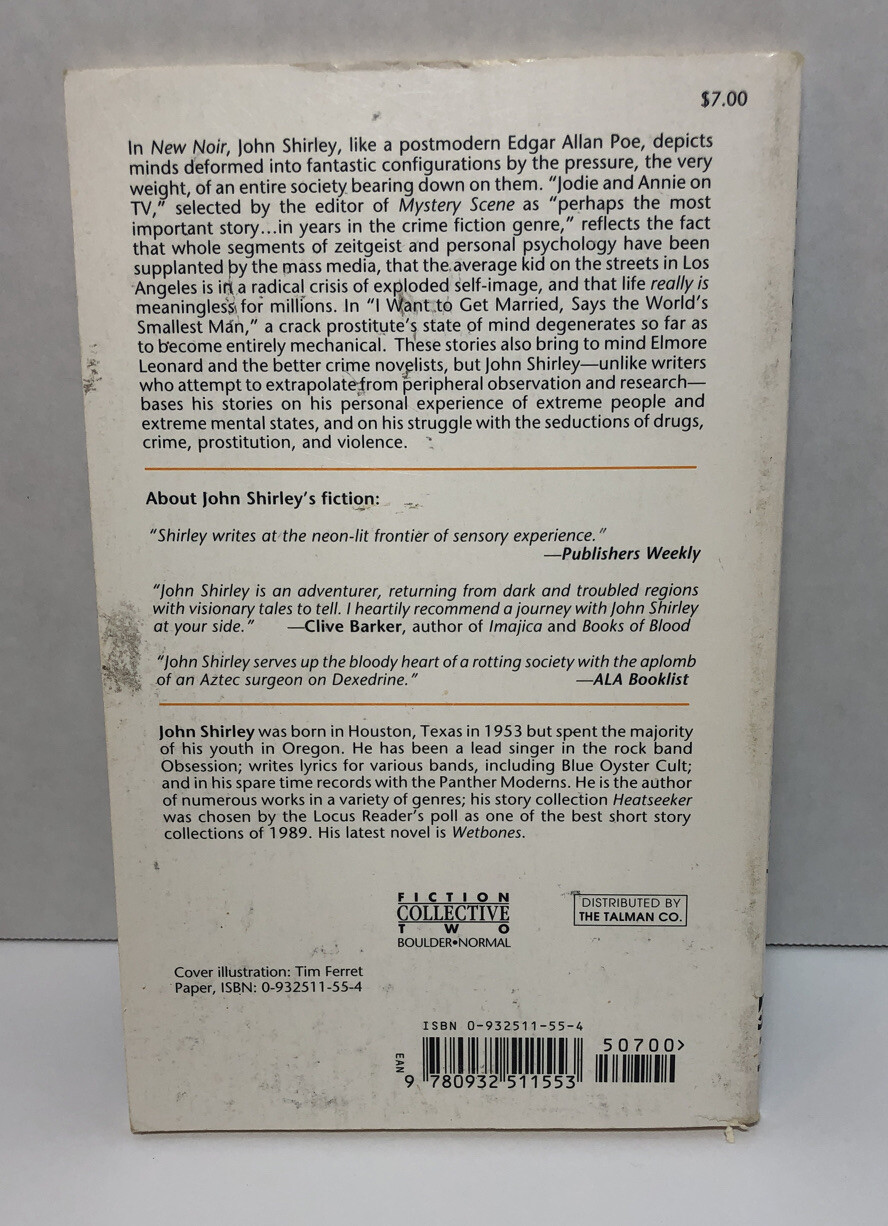 $7.00
In New Noir, John Shirley, like a postmodern Edgar Allan Poe, depicts
minds deformed into fantastic configurations by the pressure, the very
weight, of an entire society bearing down on them. "Jodie and Annie on
TV," selected by the editor of Mystery Scene as "perhaps the most
important story...in years in the crime fiction genre," reflects the fact
that whole segments of zeitgeist and personal psychology have been
supplanted by the mass media, that the average kid on the streets in Los
Angeles is in a radical crisis of exploded self-image, and that life really is
meaningless for millions. In "I Want to Get Married, Says the World's
Smallest Man," a crack prostitute's state of mind degenerates so far as
to become entirely mechanical. These stories also bring to mind Elmore
Leonard and the better crime novelists, but John Shirley—unlike writers
who attempt to extrapolate from peripheral observation and research—
bases his stories on his personal experience of extreme people and
extreme mental states, and on his struggle with the seductions of drugs,
crime, prostitution, and violence.
About John Shirley's fiction:
"Shirley writes at the neon-lit frontier of sensory experience."
—Publishers Weekly
"John Shirley is an adventurer, returning from dark and troubled regions
with visionary tales to tell. I heartily recommend a journey with John Shirley
at your side." —Clive Barker, author of Imajica and Books of Blood
"John Shirley serves up the bloody heart of a rotting society with the aplomb
of an Aztec surgeon on Dexedrine." —ALA Booklist
John Shirley was born in Houston, Texas in 1953 but spent the majority
of his youth in Oregon. He has been a lead singer in the rock band
Obsession; writes lyrics for various bands, including Blue Oyster Cult;
and in his spare time records with the Panther Moderns. He is the author
of numerous works in a variety of genres; his story collection Heatseeker
was chosen by the Locus Reader's poll as one of the best short story
collections of 1989. His latest novel is Wetbones.
FICTION
COLLECTIVE
TWO
BOULDER•NORMAL
DISTRIBUTED BY
THE TALMAN CO.
Cover illustration: Tim Ferret
Paper, ISBN: 0-932511-55-4
ISBN 0-932511-55-4
50700>
EAN
9 780932 511553